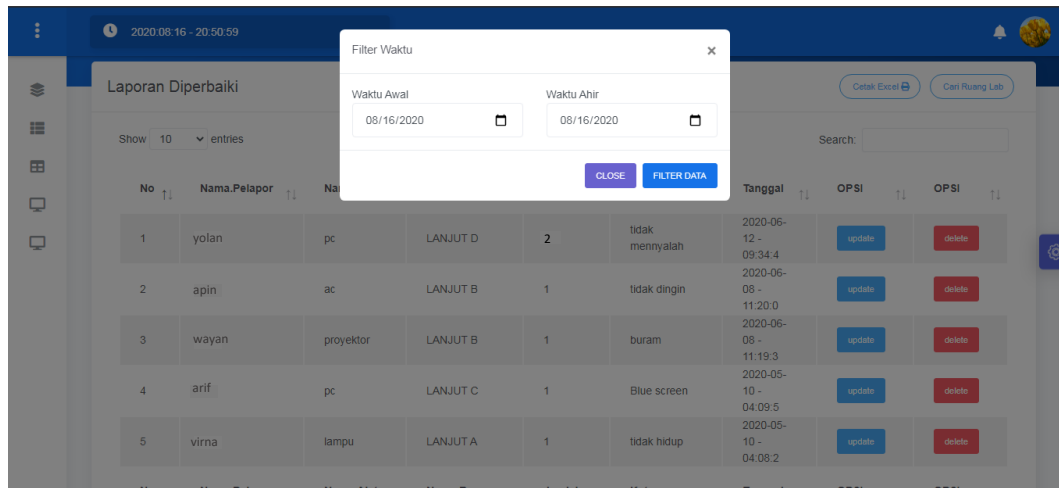 2020:08:16 - 20:50:59
Filter Waktu ×
Waktu Awal Waktu Ahir
08/16/2020 08/16/2020
CLOSE FILTER DATA
Laporan Diperbaiki Cetak Excel Cari Ruang Lab
Show 10 entries Search:
No Nama.Pelapor Tanggal OPSI OPSI
1 yolan pc LANJUT D 2 tidak mennyalah 2020-06-12 - 09:34:4 update delete
2 apin ac LANJUT B 1 tidak dingin 2020-06-08 - 11:20:0 update delete
3 wayan proyektor LANJUT B 1 buram 2020-06-08 - 11:19:3 update delete
4 arif pc LANJUT C 1 Blue screen 2020-05-10 - 04:09:5 update delete
5 virna lampu LANJUT A 1 tidak hidup 2020-05-10 - 04:08:2 update delete